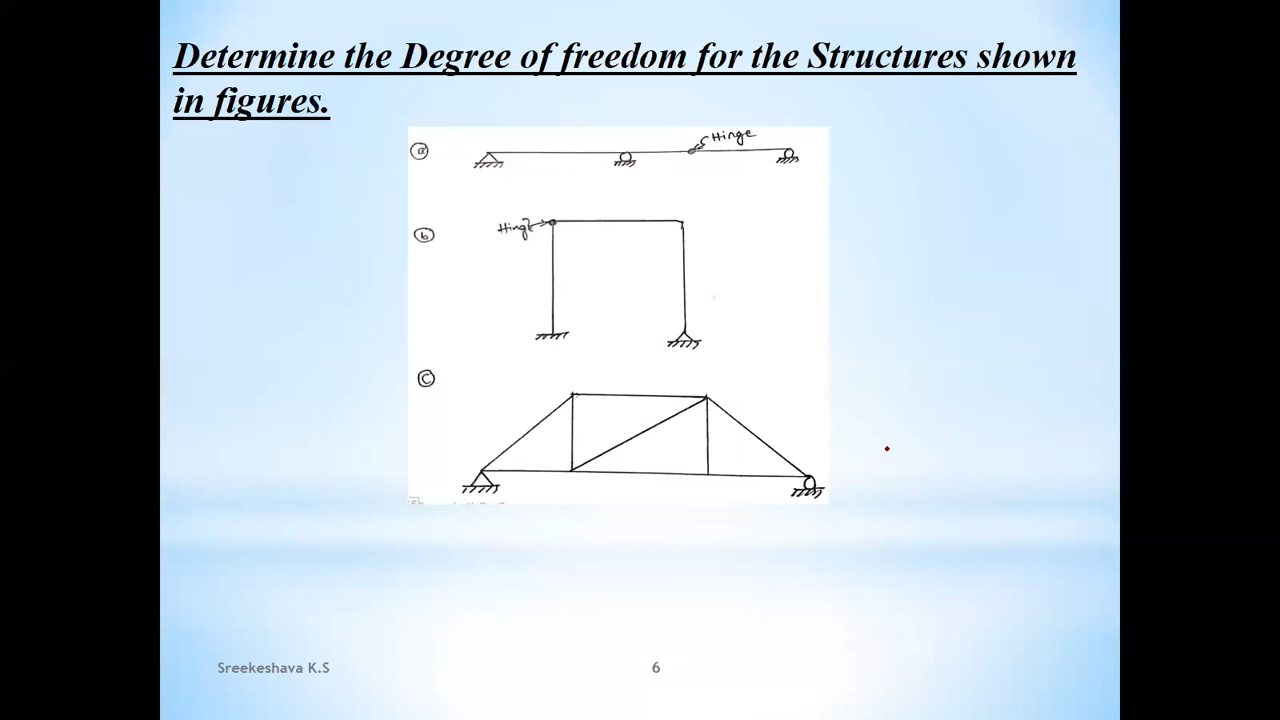 Determine the Degree of freedom for the Structures shown
in figures.
(a)
Hinge
(b)
Hinge
(c)
Sreekeshava K.S
6